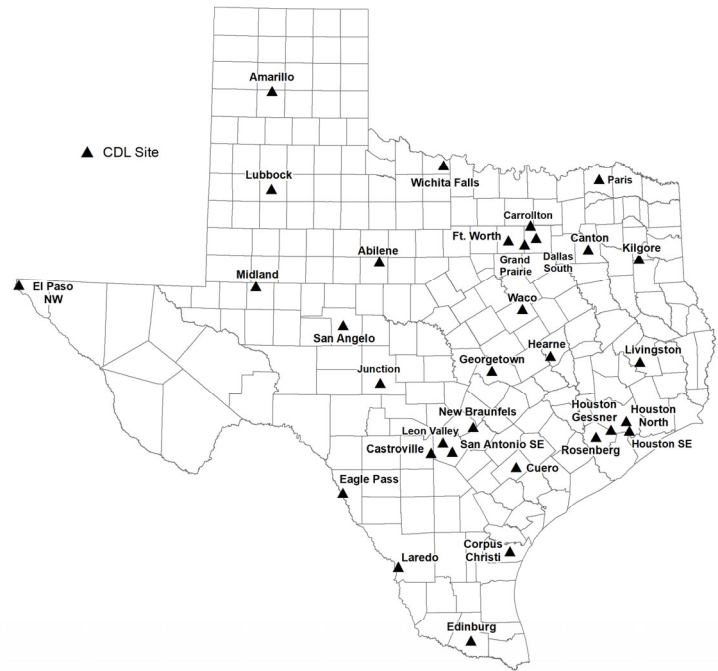 Amarillo
CDL Site
Lubbock
Wichita Falls
Paris
Carrollton
Ft. Worth
Grand
Prairie
Dallas
South
Canton
Kilgore
Abilene
Midland
El Paso
NW
Waco
San Angelo
Hearne
Livingston
Georgetown
Junction
New Braunfels
Houston
Gessner
Houston
North
Leon Valley
Castroville
San Antonio SE
Rosenberg
Houston SE
Cuero
Eagle Pass
Corpus
Christi
Laredo
Edinburg